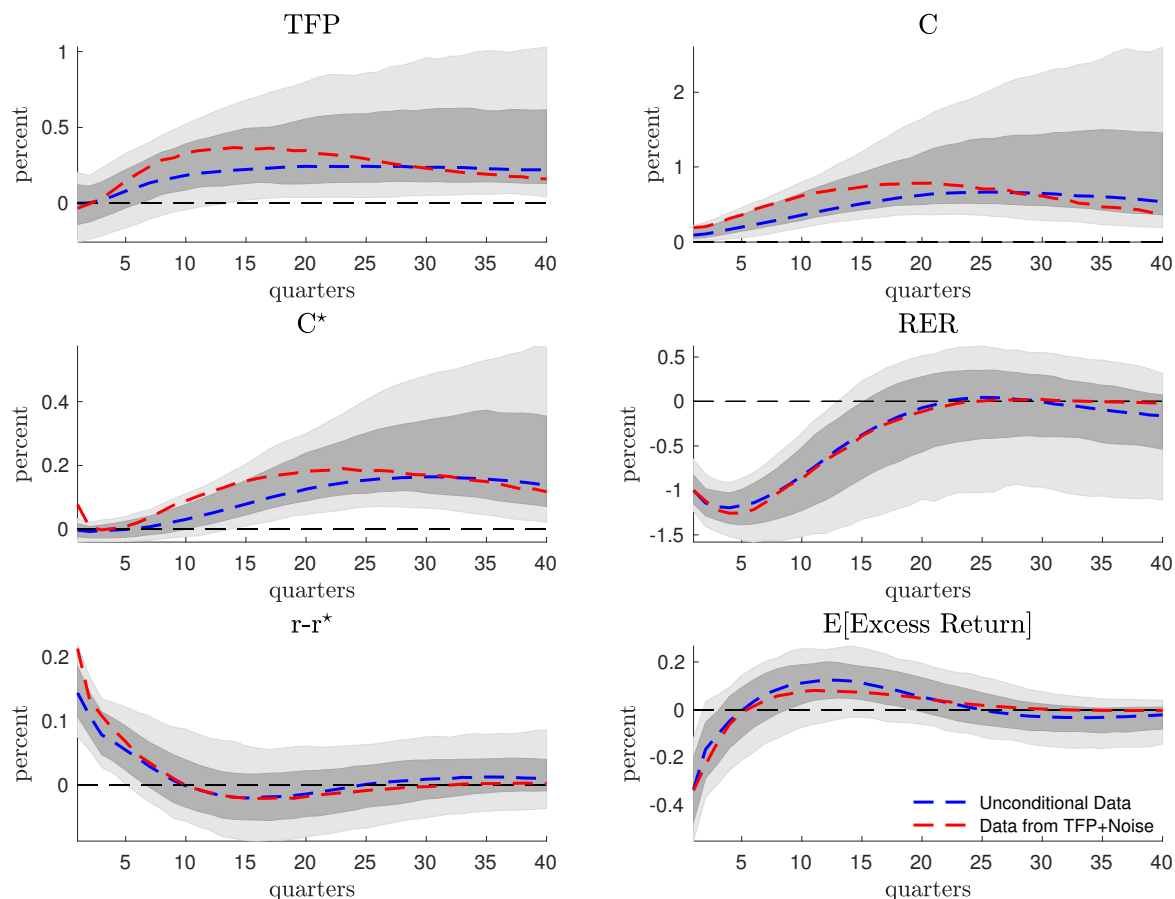 TFP
percent
1
0.5
0
5 10 15 20 25 30 35 40
quarters
C
percent
2
1
0
5 10 15 20 25 30 35 40
quarters
C⋆
percent
0.4
0.2
0
5 10 15 20 25 30 35 40
quarters
RER
percent
0.5
0
-0.5
-1
-1.5
5 10 15 20 25 30 35 40
quarters
r-r⋆
percent
0.2
0.1
0
5 10 15 20 25 30 35 40
quarters
E[Excess Return]
percent
0.2
0
-0.2
-0.4
Unconditional Data
Data from TFP+Noise
5 10 15 20 25 30 35 40
quarters